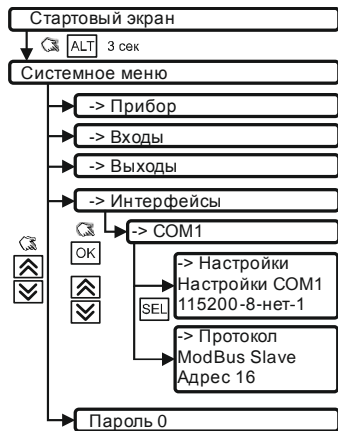 Стартовый экран
ALT 3 сек
Системное меню
-> Прибор
-> Входы
-> Выходы
-> Интерфейсы
-> COM1
OK
-> Настройки
Настройки COM1
115200-8-нет-1
SEL
-> Протокол
ModBus Slave
Адрес 16
Пароль 0